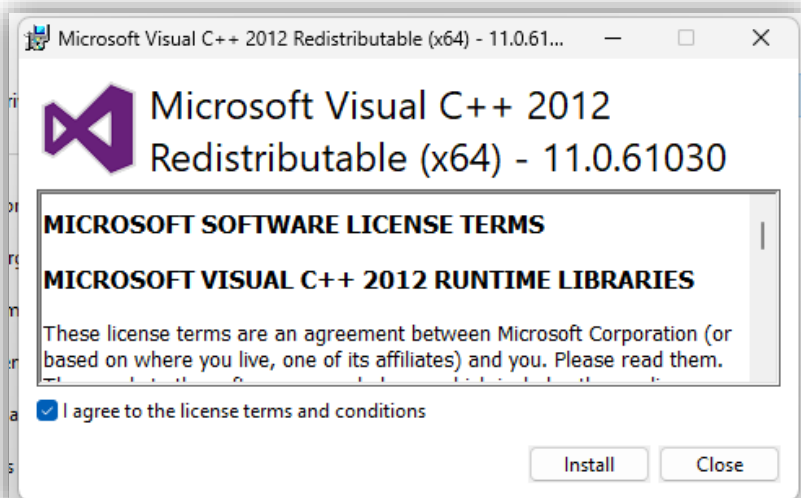 Microsoft Visual C++ 2012 Redistributable (x64) - 11.0.61...
Microsoft Visual C++ 2012
Redistributable (x64) - 11.0.61030
MICROSOFT SOFTWARE LICENSE TERMS
MICROSOFT VISUAL C++ 2012 RUNTIME LIBRARIES
These license terms are an agreement between Microsoft Corporation (or
based on where you live, one of its affiliates) and you. Please read them.
I agree to the license terms and conditions
Install
Close